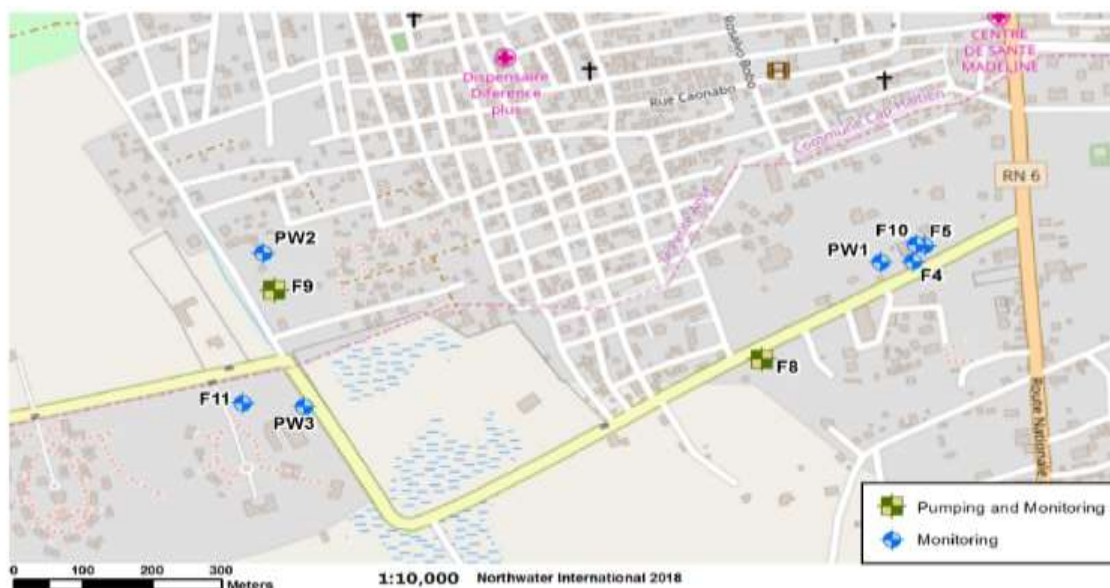 CENTRE
DE SANTE
MADELINE
Dispensaire
Diference
plus
Roselvo Bobo
Rue Caonabo
Commune Cap Haitien
RN 6
PW2
F9
F10
F5
PW1
F4
F8
F11
PW3
Route Nationale
Pumping and Monitoring
Monitoring
0 100 200 300
Meters
1:10,000 Northwater International 2018